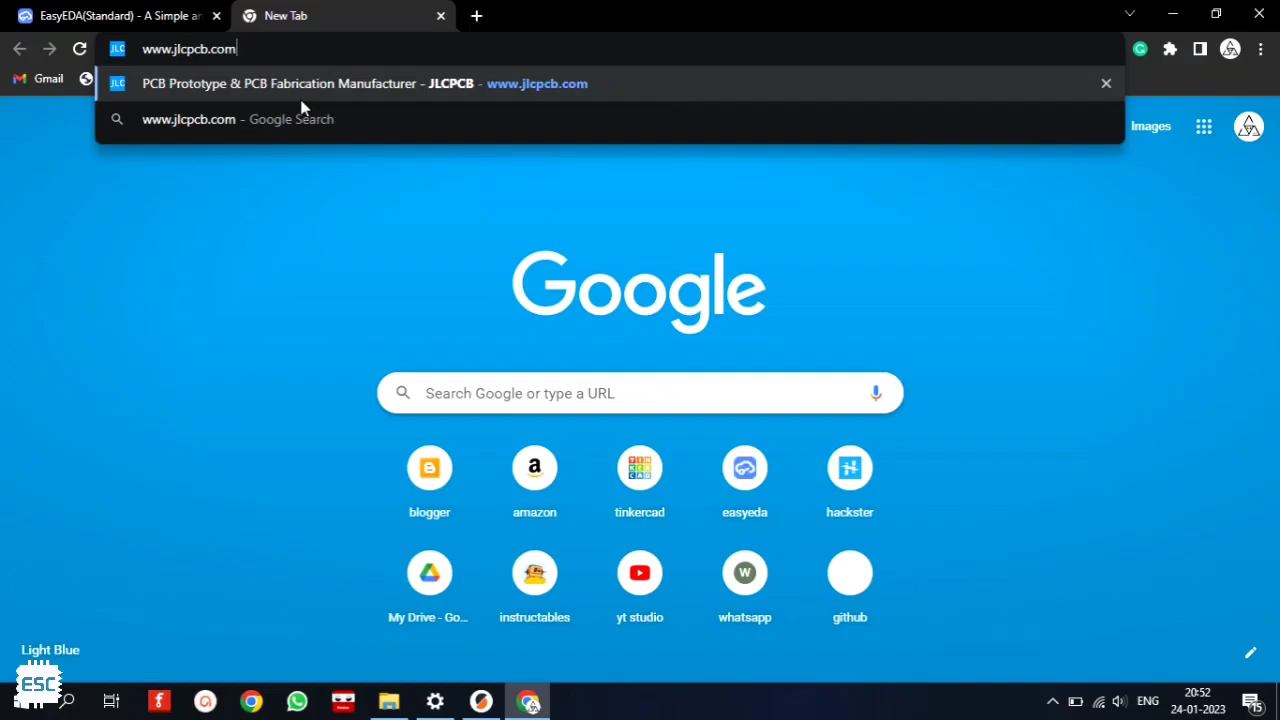 EasyEDA(Standard) - A Simple ar
New Tab
JLC www.jlcpcb.com
JLC PCB Prototype & PCB Fabrication Manufacturer - JLCPCB - www.jlcpcb.com
www.jlcpcb.com - Google Search
Gmail
Images
Google
Search Google or type a URL
blogger
amazon
tinkercad
easyeda
hackster
W
My Drive - Go...
instructables
yt studio
whatsapp
github
Light Blue
ESC
ENG
20:52
24-01-2023
15